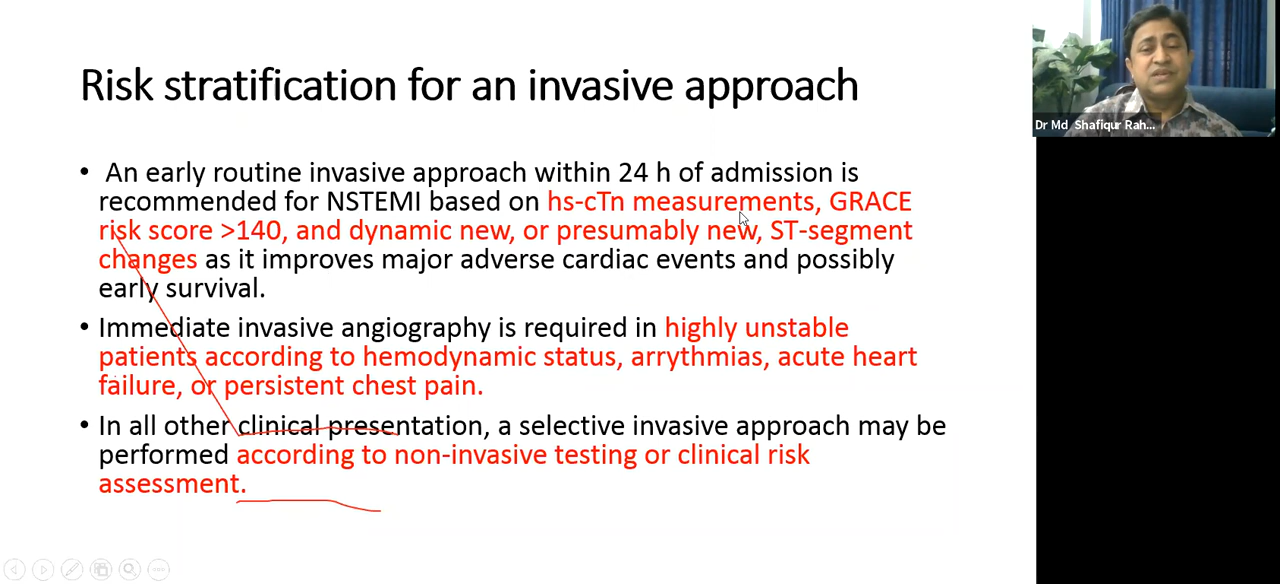 Risk stratification for an invasive approach
• An early routine invasive approach within 24 h of admission is
recommended for NSTEMI based on hs-cTn measurements, GRACE
risk score >140, and dynamic new, or presumably new, ST-segment
changes as it improves major adverse cardiac events and possibly
early survival.
• Immediate invasive angiography is required in highly unstable
patients according to hemodynamic status, arrythmias, acute heart
failure, or persistent chest pain.
• In all other clinical presentation, a selective invasive approach may be
performed according to non-invasive testing or clinical risk
assessment.
Dr Md Shafiqur Rah...